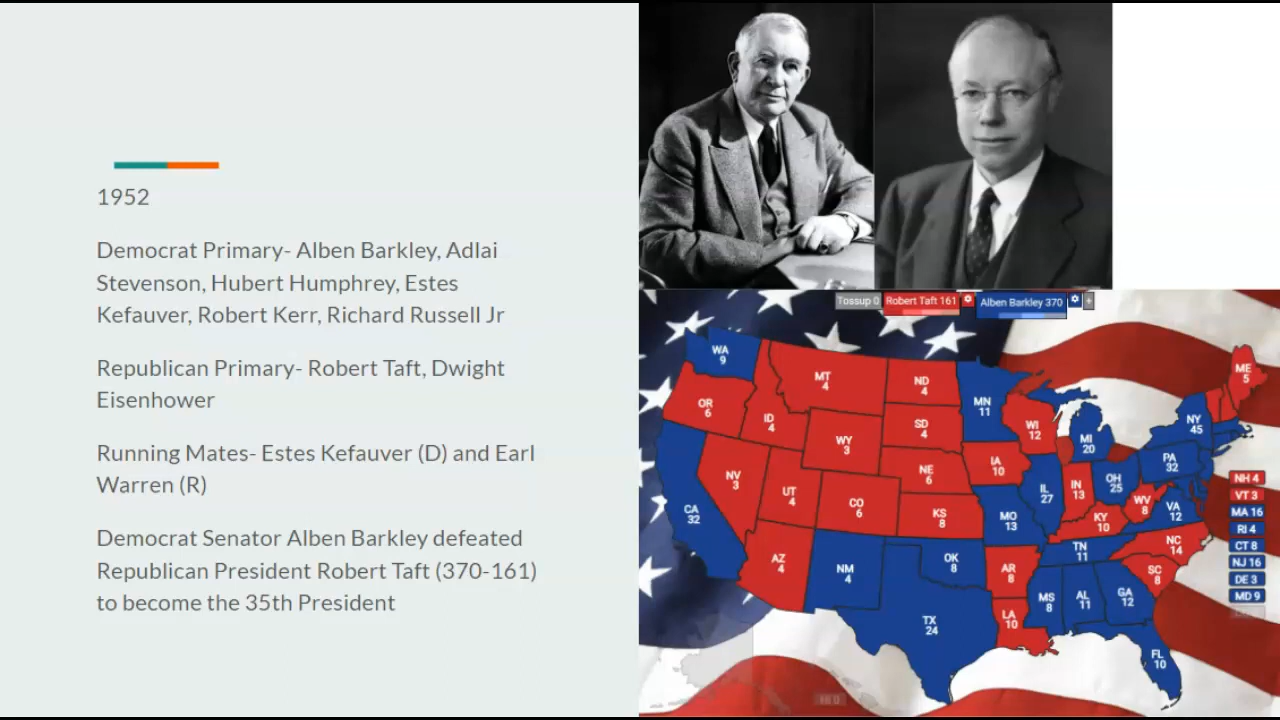 1952
Democrat Primary- Alben Barkley, Adlai
Stevenson, Hubert Humphrey, Estes
Kefauver, Robert Kerr, Richard Russell Jr
Republican Primary- Robert Taft, Dwight
Eisenhower
Running Mates- Estes Kefauver (D) and Earl
Warren (R)
Democrat Senator Alben Barkley defeated
Republican President Robert Taft (370-161)
to become the 35th President
Tossup 0 Robert Taft 161 Alben Barkley 370 +
WA
9
OR
6
CA
32
ID
4
NV
3
MT
4
WY
3
UT
4
AZ
4
CO
6
NM
4
ND
4
SD
4
NE
6
KS
8
OK
8
TX
24
MN
11
IA
10
MO
13
AR
8
LA
10
WI
12
IL
27
MI
20
IN
13
OH
25
KY
10
TN
11
MS
8
AL
11
GA
12
FL
10
SC
8
NC
14
VA
12
WV
8
PA
32
NY
45
ME
5
NH 4
VT 3
MA 16
RI 4
CT 8
NJ 16
DE 3
MD 9
HI 0